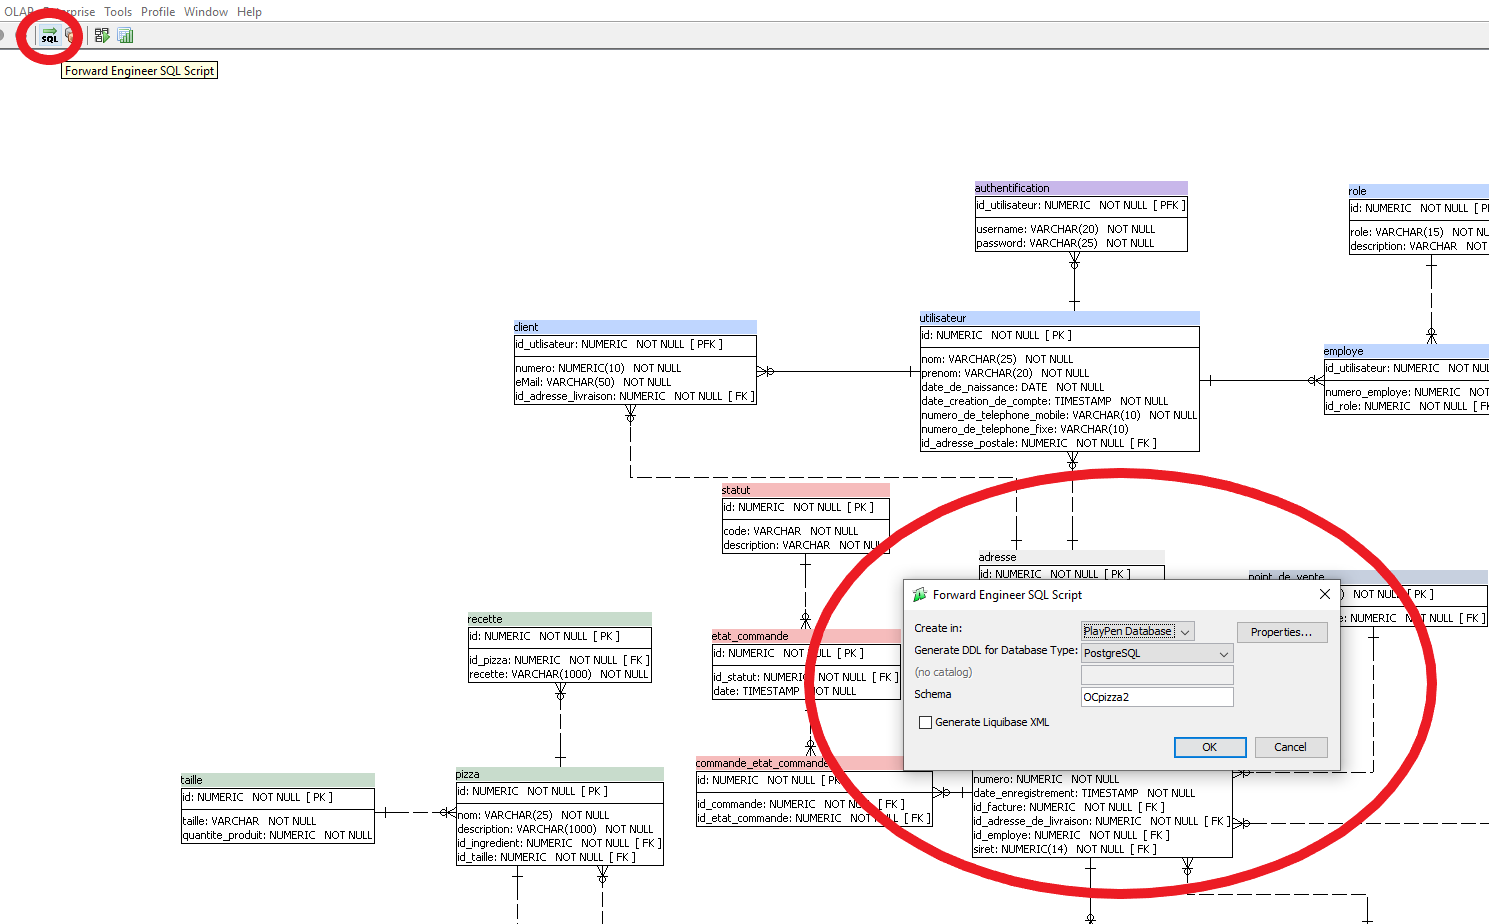 OLAP Enterprise Tools Profile Window Help
SQL
Forward Engineer SQL Script
authentification
id_utilisateur: NUMERIC NOT NULL [ PFK ]
username: VARCHAR(20) NOT NULL
password: VARCHAR(25) NOT NULL
role
id: NUMERIC NOT NULL [
role: VARCHAR(15)
description: VARCHAR NOT
client
id_utlisateur: NUMERIC NOT NULL [ PFK ]
numero: NUMERIC(10) NOT NULL
eMail: VARCHAR(50) NOT NULL
id_adresse_livraison: NUMERIC NOT NULL [ FK ]
utilisateur
id: NUMERIC NOT NULL [ PK ]
nom: VARCHAR(25) NOT NULL
prenom: VARCHAR(20) NOT NULL
date_de_naissance: DATE NOT NULL
date_creation_de_compte: TIMESTAMP NOT NULL
numero_de_telephone_mobile: VARCHAR(10) NOT NULL
numero_de_telephone_fixe: VARCHAR(10)
id_adresse_postale: NUMERIC NOT NULL [ FK ]
employe
id_utilisateur: NUMERIC
numero_employe: NUMERIC
id_role: NUMERIC NOT
statut
id: NUMERIC NOT NULL [ PK ]
code: VARCHAR NOT NULL
description: VARCHAR NOT NULL
adresse
id: NUMERIC NOT NULL [ PK ]
point_de_vente
) NOT NULL [ PK ]
e: NUMERIC NOT NULL [ FK ]
Forward Engineer SQL Script
Create in: PlayPen Database Properties...
Generate DDL for Database Type: PostgreSQL
(no catalog)
Schema OCpizza2
Generate Liquibase XML
OK Cancel
recette
id: NUMERIC NOT NULL [ PK ]
id_pizza: NUMERIC NOT NULL [ FK ]
recette: VARCHAR(1000) NOT NULL
etat_commande
id: NUMERIC NOT NULL [ PK ]
id_statut: NUMERIC NOT NULL [ FK ]
date: TIMESTAMP NOT NULL
commande_etat_commande
id: NUMERIC NOT NULL [ PK ]
id_commande: NUMERIC NOT NULL [ FK ]
id_etat_commande: NUMERIC NOT NULL [ FK ]
numero: NUMERIC NOT NULL
date_enregistrement: TIMESTAMP NOT NULL
id_facture: NUMERIC NOT NULL [ FK ]
id_adresse_de_livraison: NUMERIC NOT NULL [ FK ]
id_employe: NUMERIC NOT NULL [ FK ]
siret: NUMERIC(14) NOT NULL [ FK ]
taille
id: NUMERIC NOT NULL [ PK ]
taille: VARCHAR NOT NULL
quantite_produit: NUMERIC NOT NULL
pizza
id: NUMERIC NOT NULL [ PK ]
nom: VARCHAR(25) NOT NULL
description: VARCHAR(1000) NOT NULL
id_ingredient: NUMERIC NOT NULL [ FK ]
id_taille: NUMERIC NOT NULL [ FK ]